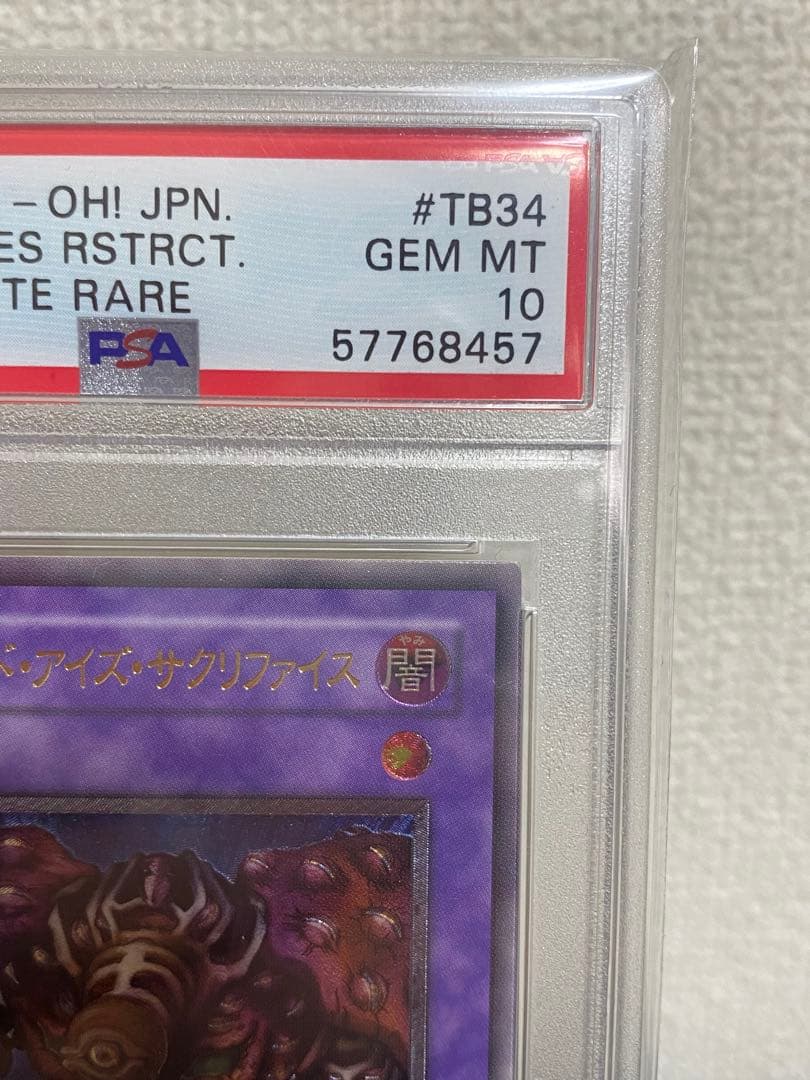 -OH! JPN. #TB34
ES RSTRCT. GEM MT
TE RARE 10
PSA 57768457
ズ・アイズ・サクリファイス
やみ
闇